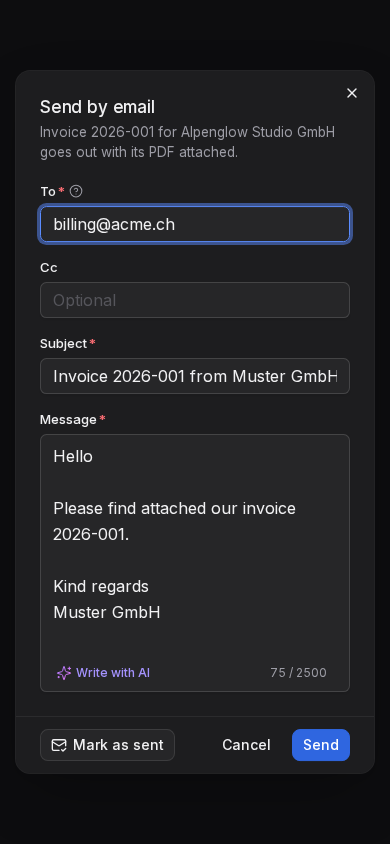 Send by email
Invoice 2026-001 for Alpenglow Studio GmbH
goes out with its PDF attached.
To *
billing@acme.ch
Cc
Optional
Subject *
Invoice 2026-001 from Muster GmbH
Message *
Hello
Please find attached our invoice
2026-001.
Kind regards
Muster GmbH
Write with AI 75 / 2500
Mark as sent Cancel Send